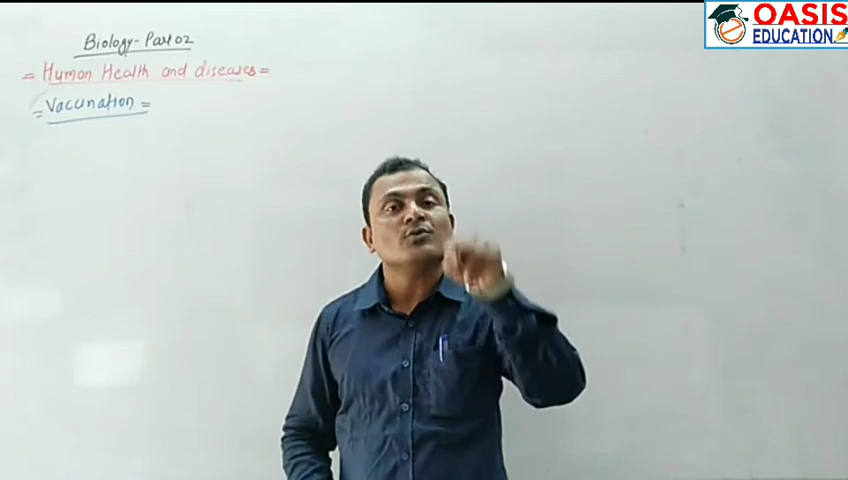 Biology-Part 02
= Human Health and diseases =
= Vaccination =
OASIS
EDUCATION